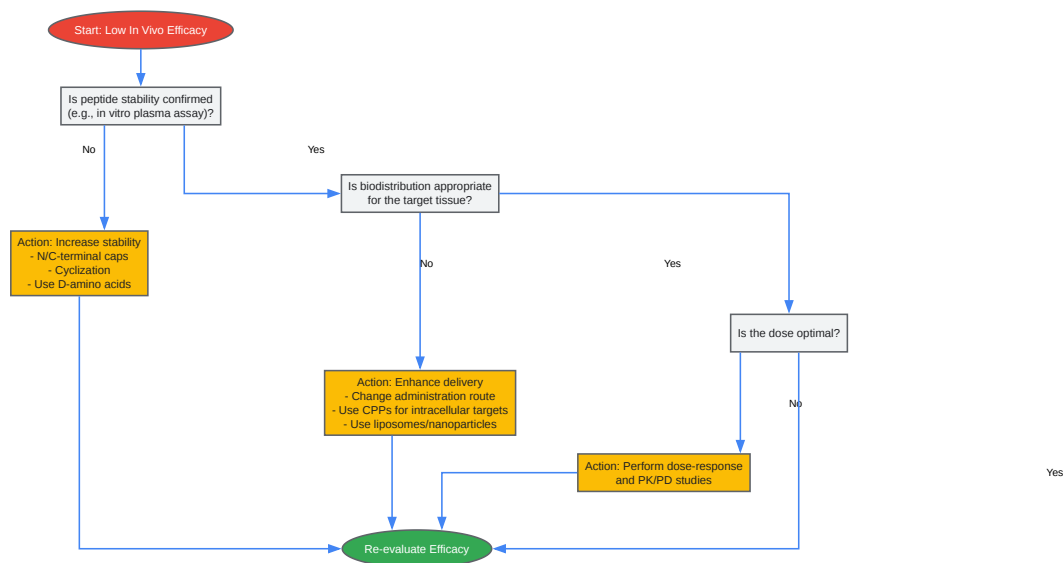 Start: Low In Vivo Efficacy
Is peptide stability confirmed
(e.g., in vitro plasma assay)?
No
Yes
Is biodistribution appropriate
for the target tissue?
Action: Increase stability
- N/C-terminal caps
- Cyclization
- Use D-amino acids
No
Yes
Is the dose optimal?
Action: Enhance delivery
- Change administration route
- Use CPPs for intracellular targets
- Use liposomes/nanoparticles
No
Action: Perform dose-response
and PK/PD studies
Yes
Re-evaluate Efficacy